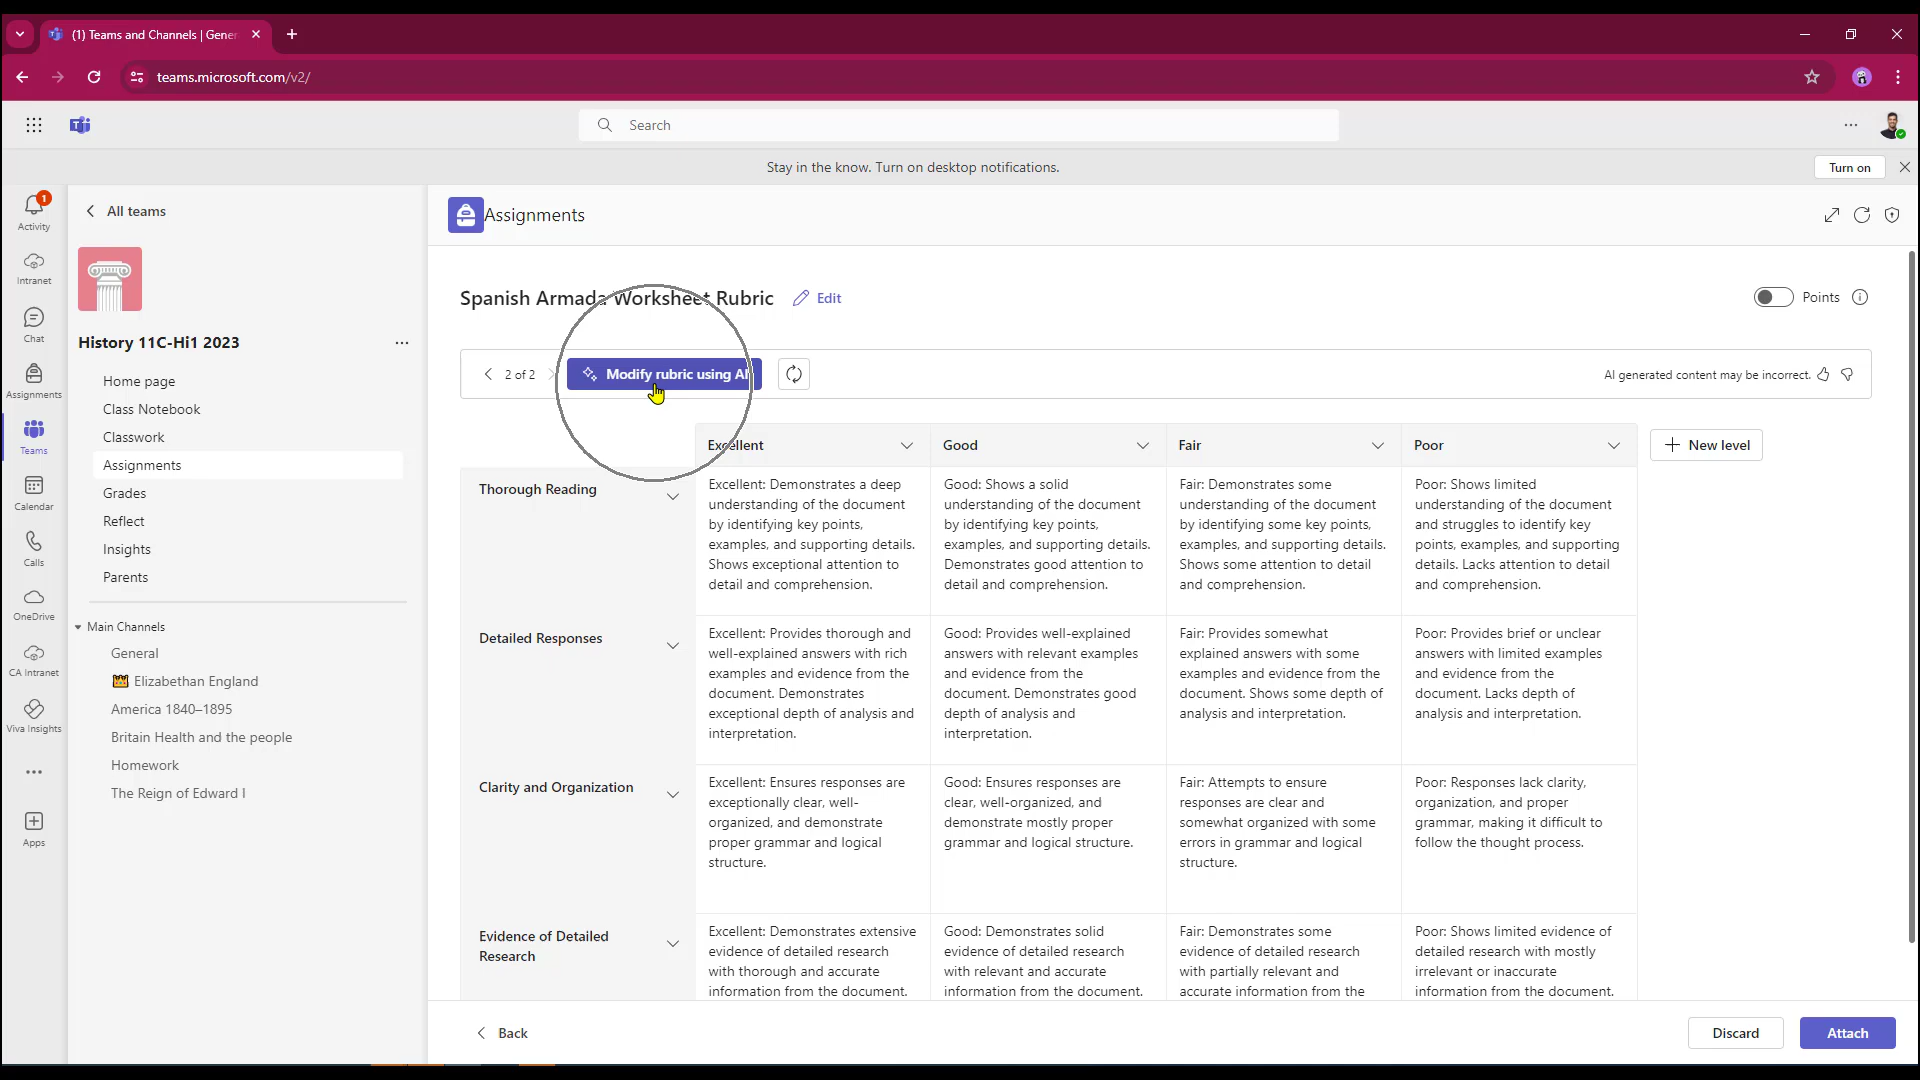 (1) Teams and Channels | Gene
teams.microsoft.com/v2/
Search
Stay in the know. Turn on desktop notifications.
Turn on
1
Activity
Intranet
Chat
Assignments
Teams
Calendar
Calls
OneDrive
CA Intranet
Viva Insights
Apps
All teams
History 11C-Hi1 2023
Home page
Class Notebook
Classwork
Assignments
Grades
Reflect
Insights
Parents
Main Channels
General
Elizabethan England
America 1840–1895
Britain Health and the people
Homework
The Reign of Edward I
Assignments
Spanish Armada Worksheet Rubric
Edit
Points
2 of 2
Modify rubric using AI
AI generated content may be incorrect.
Excellent
Good
Fair
Poor
New level
Thorough Reading
Excellent: Demonstrates a deep
understanding of the document
by identifying key points,
examples, and supporting details.
Shows exceptional attention to
detail and comprehension.
Good: Shows a solid
understanding of the document
by identifying key points,
examples, and supporting details.
Demonstrates good attention to
detail and comprehension.
Fair: Demonstrates some
understanding of the document
by identifying some key points,
examples, and supporting details.
Shows some attention to detail
and comprehension.
Poor: Shows limited
understanding of the document
and struggles to identify key
points, examples, and supporting
details. Lacks attention to detail
and comprehension.
Detailed Responses
Excellent: Provides thorough and
well-explained answers with rich
examples and evidence from the
document. Demonstrates
exceptional depth of analysis and
interpretation.
Good: Provides well-explained
answers with relevant examples
and evidence from the
document. Demonstrates good
depth of analysis and
interpretation.
Fair: Provides somewhat
explained answers with some
examples and evidence from the
document. Shows some depth of
analysis and interpretation.
Poor: Provides brief or unclear
answers with limited examples
and evidence from the
document. Lacks depth of
analysis and interpretation.
Clarity and Organization
Excellent: Ensures responses are
exceptionally clear, well-
organized, and demonstrate
proper grammar and logical
structure.
Good: Ensures responses are
clear, well-organized, and
demonstrate mostly proper
grammar and logical structure.
Fair: Attempts to ensure
responses are clear and
somewhat organized with some
errors in grammar and logical
structure.
Poor: Responses lack clarity,
organization, and proper
grammar, making it difficult to
follow the thought process.
Evidence of Detailed
Research
Excellent: Demonstrates extensive
evidence of detailed research
with thorough and accurate
information from the document.
Good: Demonstrates solid
evidence of detailed research
with relevant and accurate
information from the document.
Fair: Demonstrates some
evidence of detailed research
with partially relevant and
accurate information from the
Poor: Shows limited evidence of
detailed research with mostly
irrelevant or inaccurate
information from the document.
Back
Discard
Attach